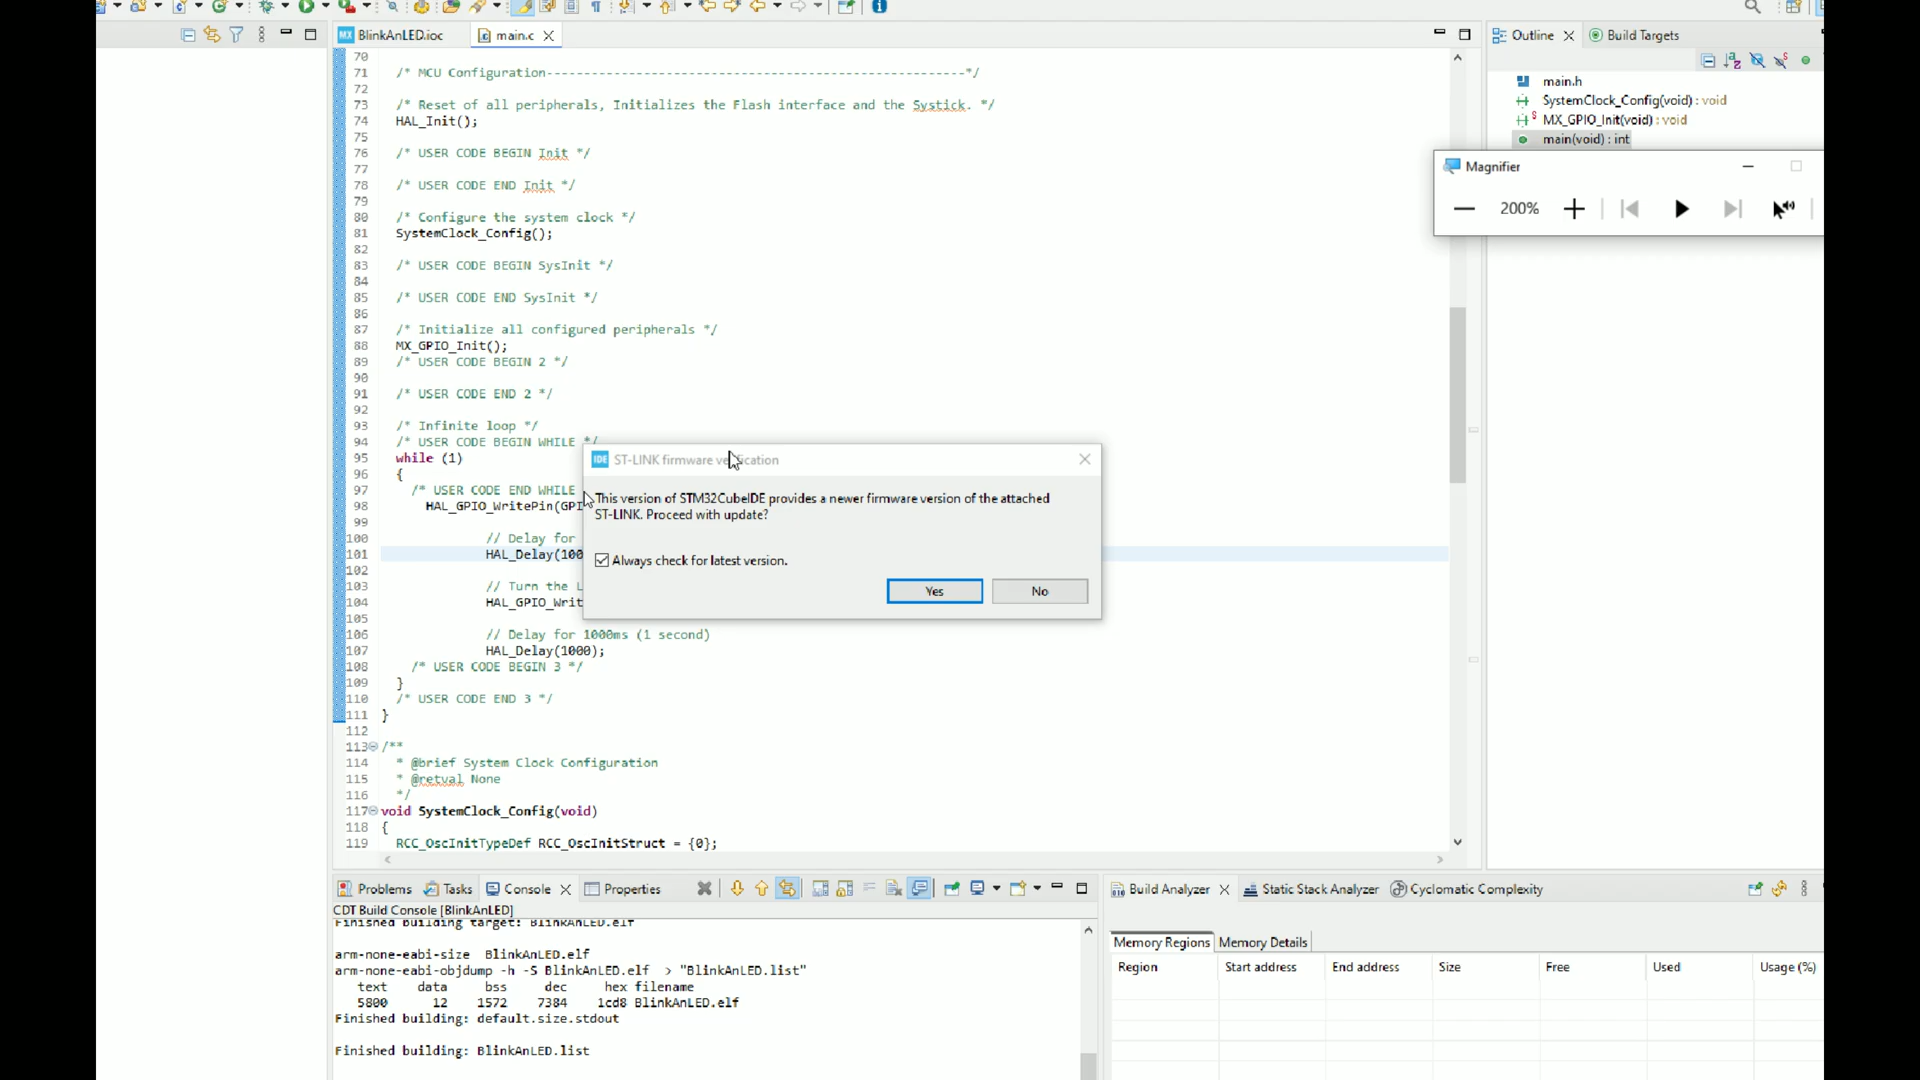 BlinkAnLED.ioc
main.c
70
71 /* MCU Configuration--------------------------------------------------------*/
72
73 /* Reset of all peripherals, Initializes the Flash interface and the Systick. */
74 HAL_Init();
75
76 /* USER CODE BEGIN Init */
77
78 /* USER CODE END Init */
79
80 /* Configure the system clock */
81 SystemClock_Config();
82
83 /* USER CODE BEGIN SysInit */
84
85 /* USER CODE END SysInit */
86
87 /* Initialize all configured peripherals */
88 MX_GPIO_Init();
89 /* USER CODE BEGIN 2 */
90
91 /* USER CODE END 2 */
92
93 /* Infinite loop */
94 /* USER CODE BEGIN WHILE */
95 while (1)
96 {
97 /* USER CODE END WHILE
98 HAL_GPIO_WritePin(GPI
99
100 // Delay for
101 HAL_Delay(100
102
103 // Turn the L
104 HAL_GPIO_Writ
105
106 // Delay for 1000ms (1 second)
107 HAL_Delay(1000);
108 /* USER CODE BEGIN 3 */
109 }
110 /* USER CODE END 3 */
111 }
112
113 /**
114 * @brief System Clock Configuration
115 * @retval None
116 */
117 void SystemClock_Config(void)
118 {
119 RCC_OscInitTypeDef RCC_OscInitStruct = {0};
IDE ST-LINK firmware verification
This version of STM32CubeIDE provides a newer firmware version of the attached
ST-LINK. Proceed with update?
Always check for latest version.
Yes No
Outline Build Targets
main.h
SystemClock_Config(void) : void
MX_GPIO_Init(void) : void
main(void) : int
Magnifier
200%
Problems Tasks Console Properties
CDT Build Console [BlinkAnLED]
Finished building target: BlinkAnLED.elf
arm-none-eabi-size BlinkAnLED.elf
arm-none-eabi-objdump -h -S BlinkAnLED.elf > "BlinkAnLED.list"
text data bss dec hex filename
5800 12 1572 7384 1cd8 BlinkAnLED.elf
Finished building: default.size.stdout
Finished building: BlinkAnLED.list
Build Analyzer Static Stack Analyzer Cyclomatic Complexity
Memory Regions Memory Details
Region Start address End address Size Free Used Usage (%)